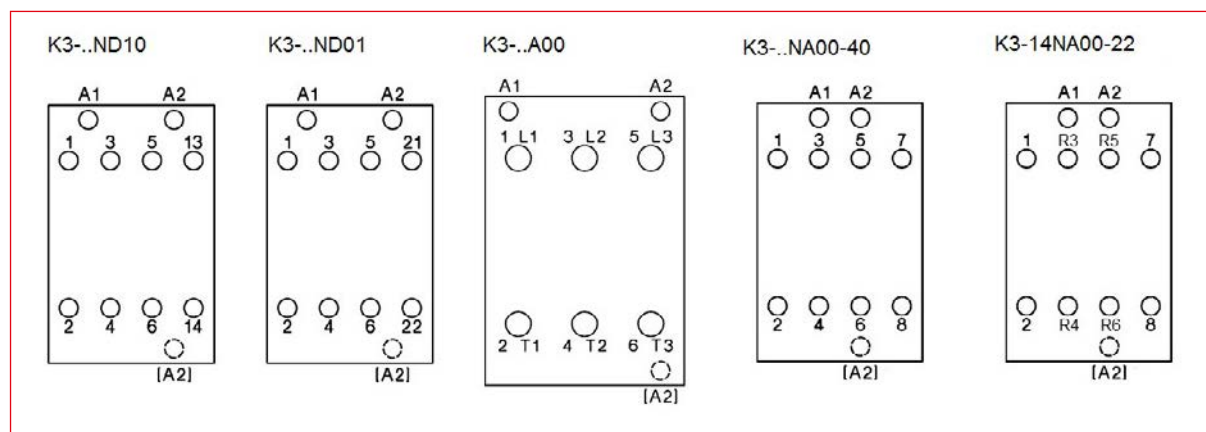 K3-..ND10 K3-..ND01 K3-..A00 K3-..NA00-40 K3-14NA00-22
A1 A2 A1 A2 A1 A2 A1 A2 A1 A2
1 3 5 13 1 3 5 21 1 L1 3 L2 5 L3 1 3 5 7 1 R3 R5 7
2 4 6 14 2 4 6 22 2 T1 4 T2 6 T3 2 4 6 8 2 R4 R6 8
[A2] [A2] [A2] [A2] [A2]